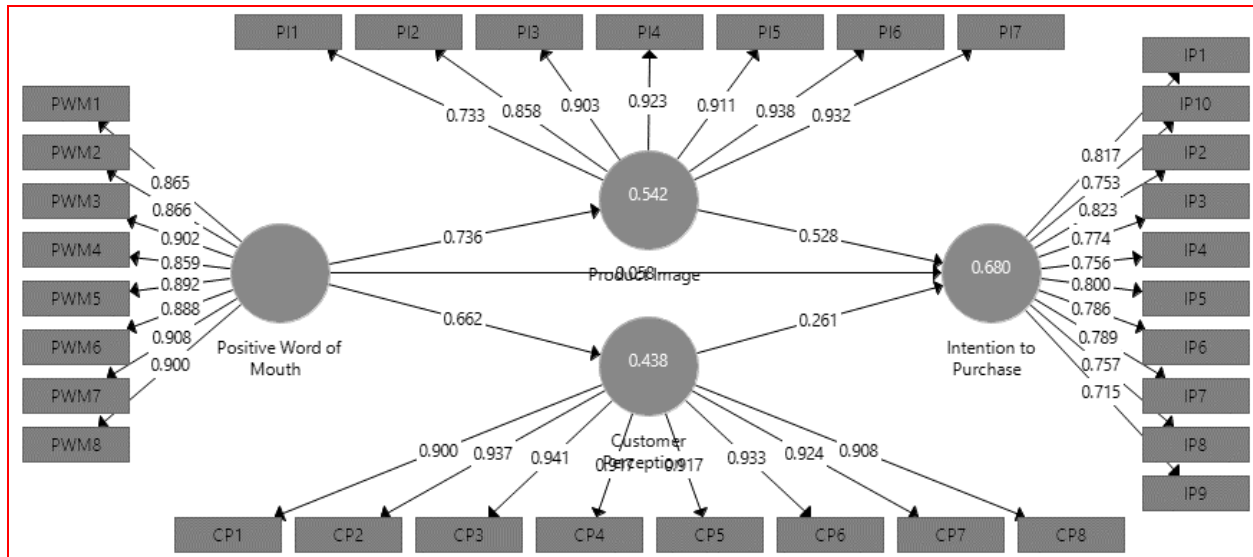 PI1 PI2 PI3 PI4 PI5 PI6 PI7
0.733 0.858 0.903 0.923 0.911 0.938 0.932
PWM1
PWM2
PWM3
PWM4
PWM5
PWM6
PWM7
PWM8
0.865
0.866
0.902
0.859
0.892
0.888
0.908
0.900
Positive Word of
Mouth
0.736
0.662
0.542
Product Image
0.438
Customer
Perception
0.528
0.261
0.680
Intention to
Purchase
0.817
0.753
0.823
0.774
0.756
0.800
0.786
0.789
0.757
0.715
IP1
IP10
IP2
IP3
IP4
IP5
IP6
IP7
IP8
IP9
0.900 0.937 0.941 0.917 0.917 0.933 0.924 0.908
CP1 CP2 CP3 CP4 CP5 CP6 CP7 CP8